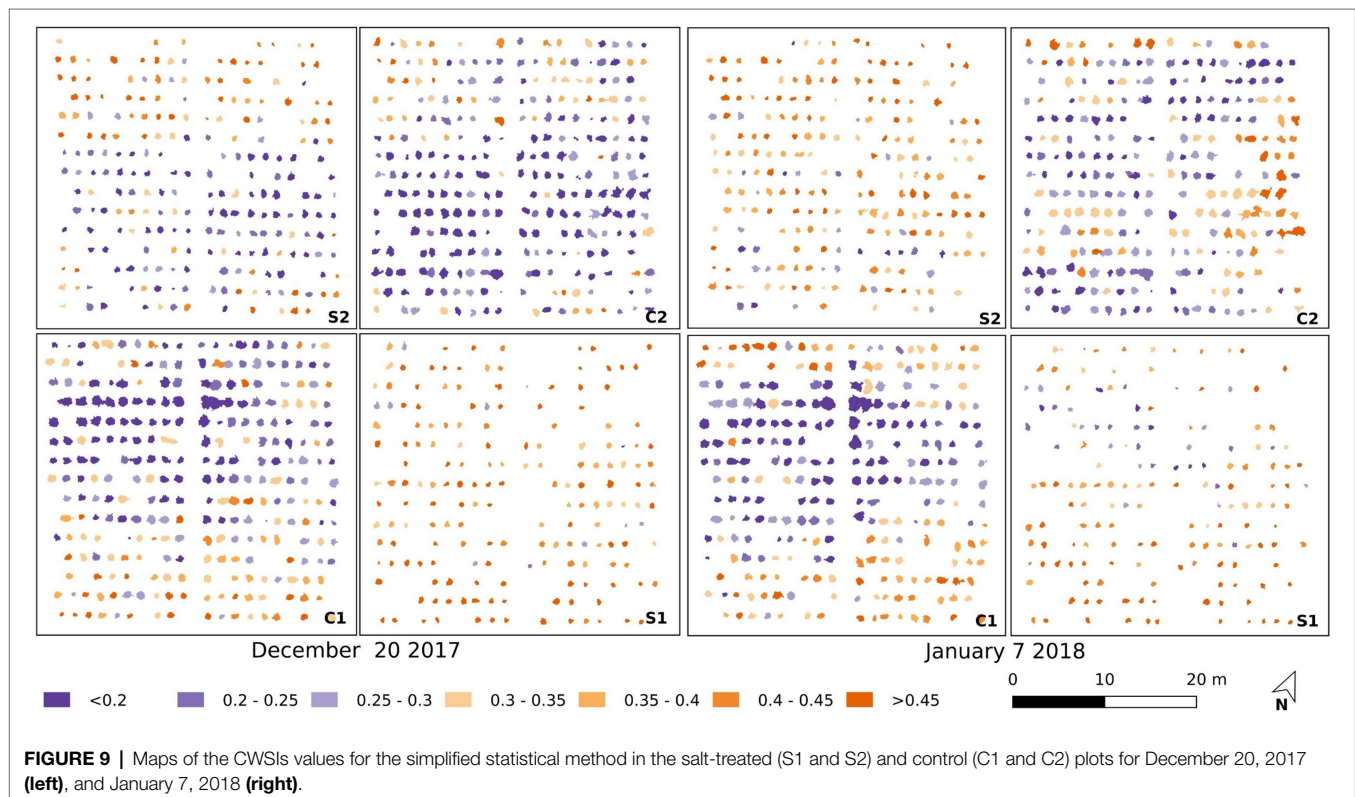 S2
C2
S2
C2
C1
S1
C1
S1
December 20 2017
January 7 2018
<0.2
0.2 - 0.25
0.25 - 0.3
0.3 - 0.35
0.35 - 0.4
0.4 - 0.45
>0.45
0 10 20 m
N
FIGURE 9 | Maps of the CWSIs values for the simplified statistical method in the salt-treated (S1 and S2) and control (C1 and C2) plots for December 20, 2017
(left), and January 7, 2018 (right).